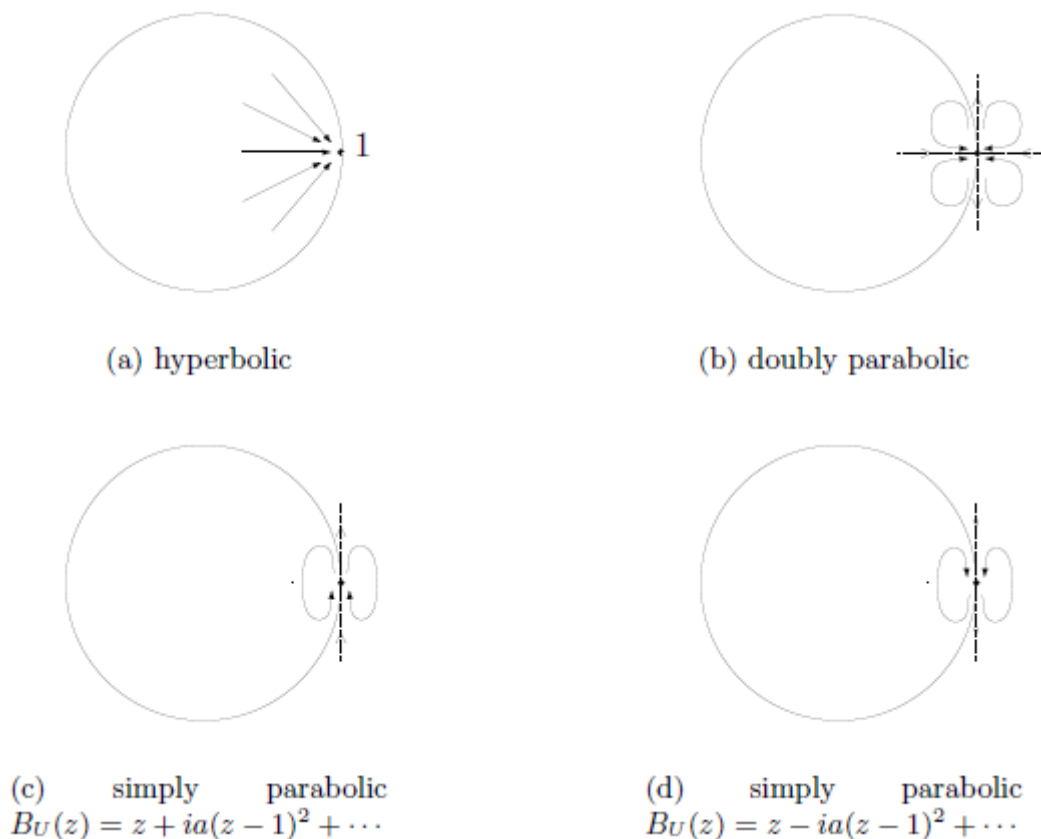 1
(a) hyperbolic
(b) doubly parabolic
(c) simply parabolic
B_U(z) = z + ia(z − 1)^2 + ···
(d) simply parabolic
B_U(z) = z − ia(z − 1)^2 + ···